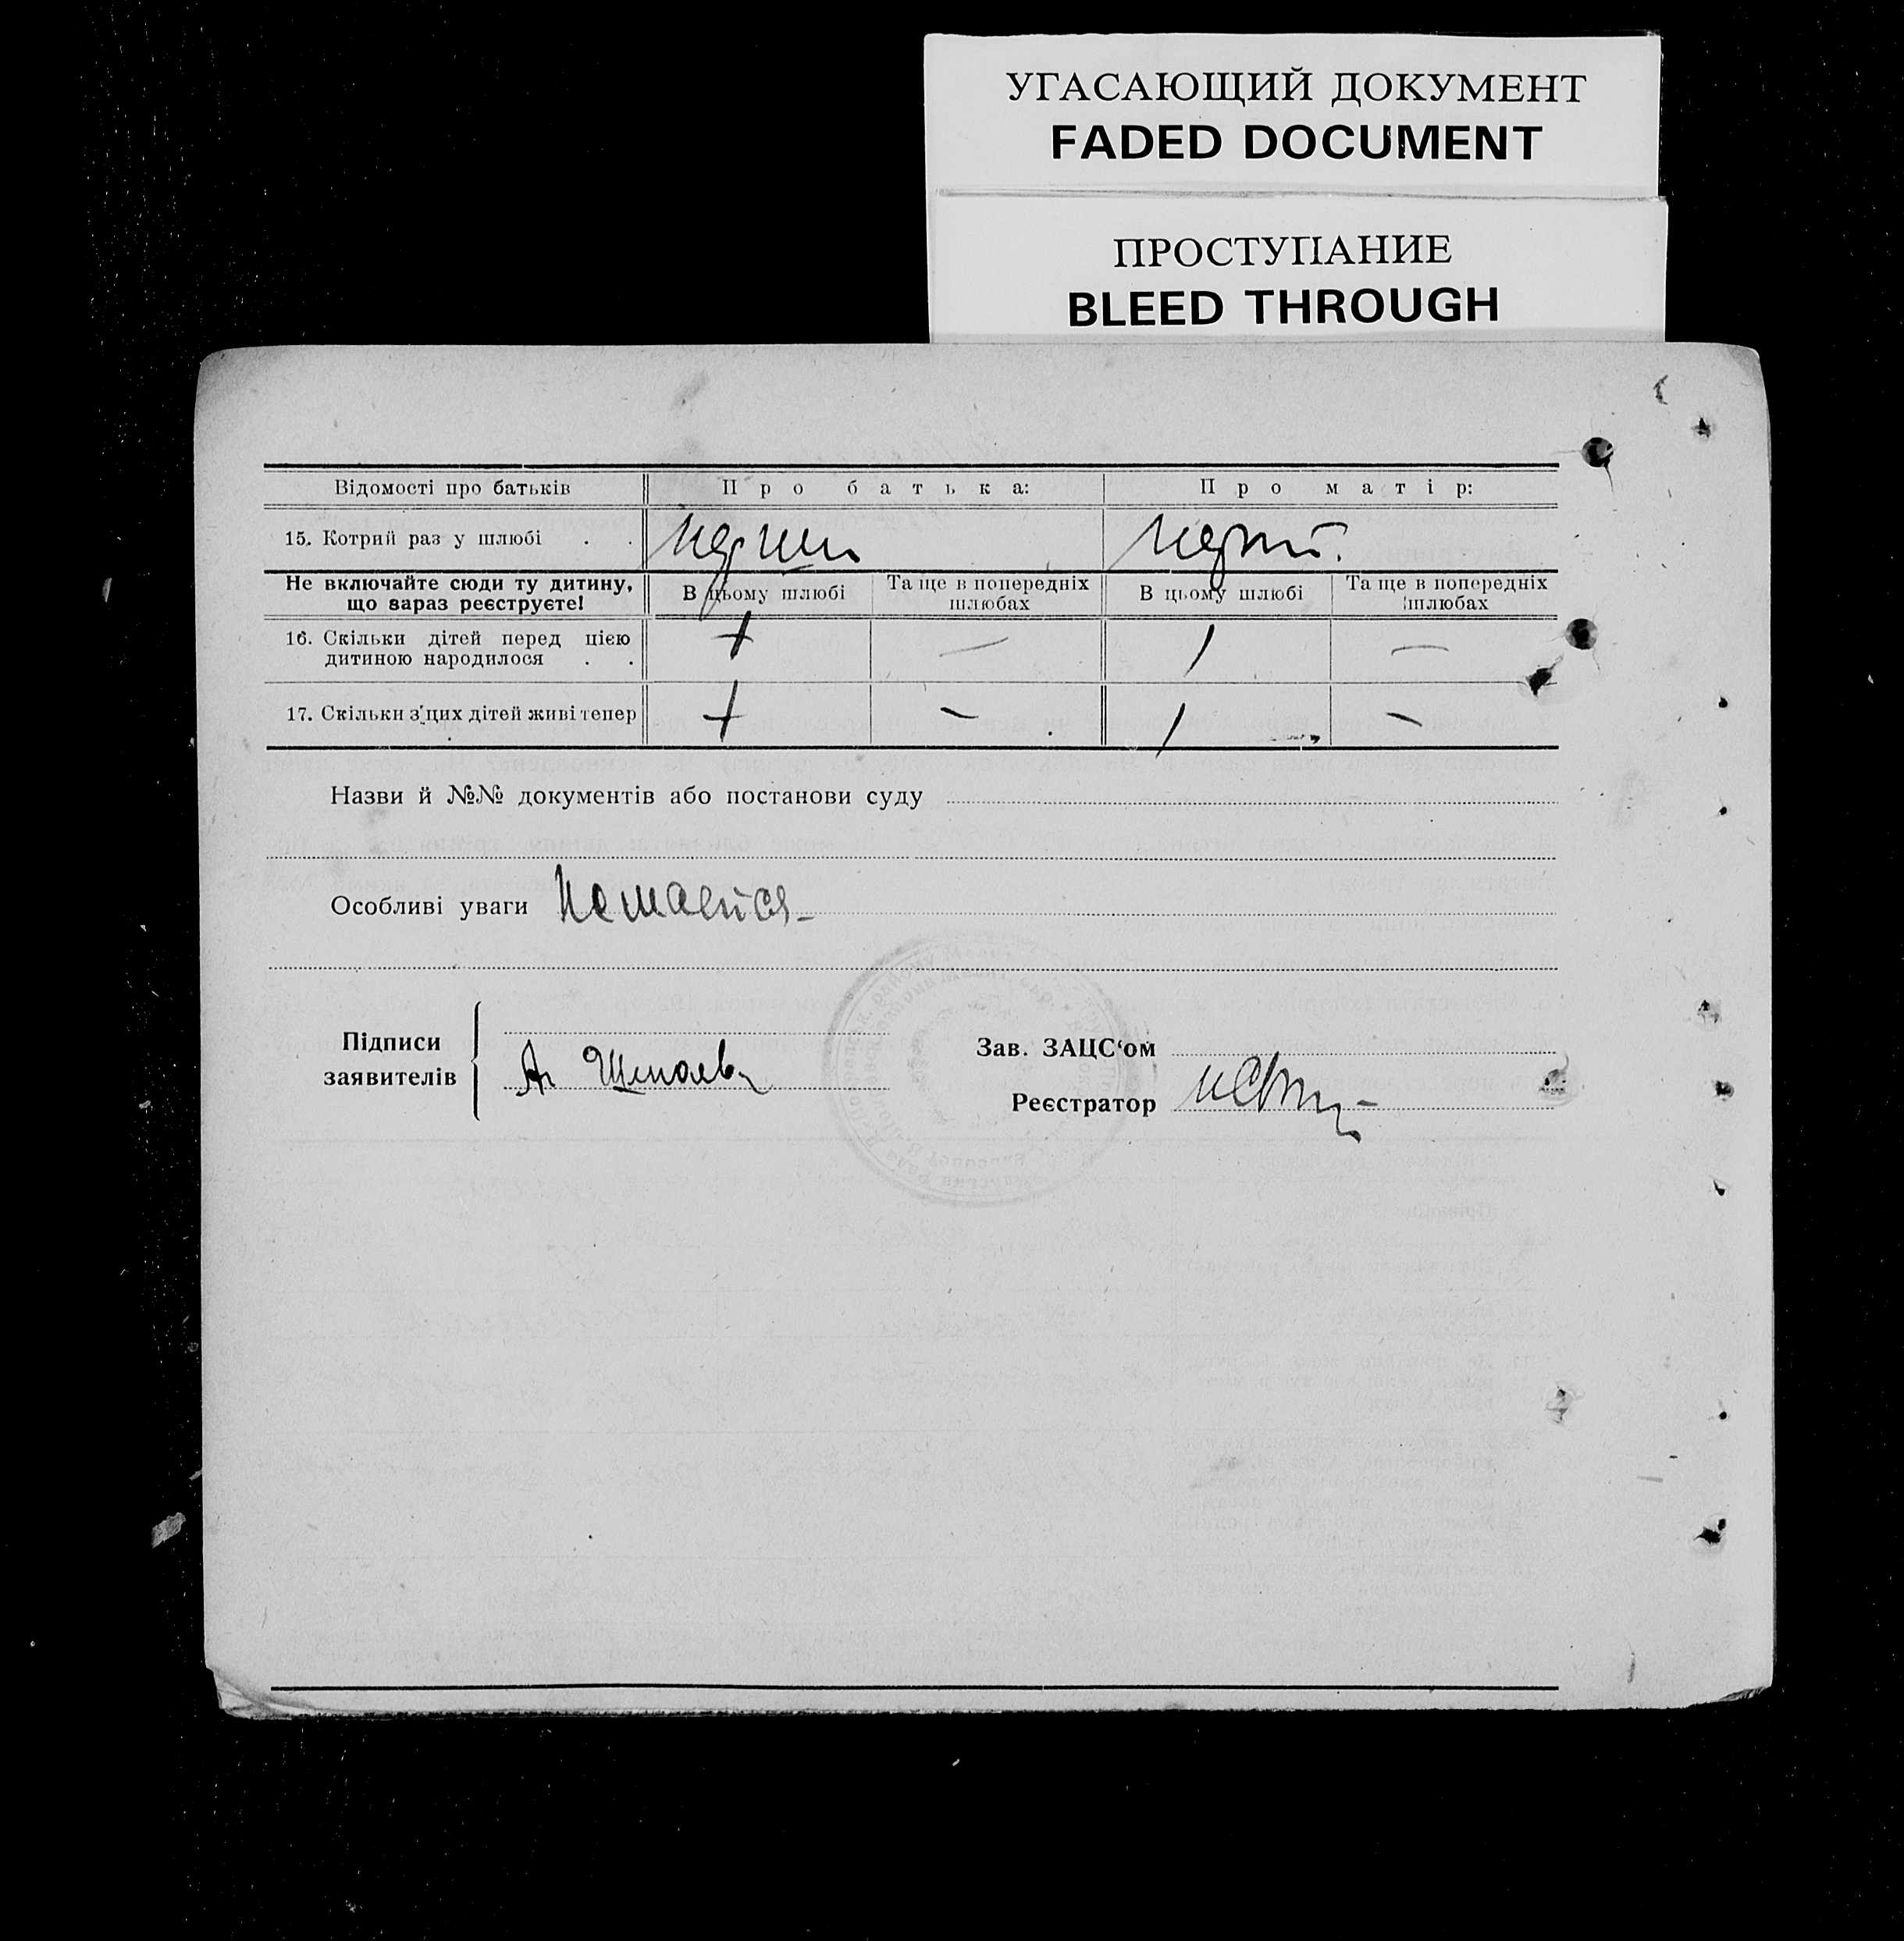 УГАСАЮЩИЙ ДОКУМЕНТ
FADED DOCUMENT
ПРОСТУПАНИЕ
BLEED THROUGH
Відомості про батьків Про батька: Про матір:
15. Котрий раз у шлюбі . .
Не включайте сюди ту дитину, що зараз реєструєте! В цьому шлюбі Та ще в попередніх шлюбах В цьому шлюбі Та ще в попередніх шлюбах
16. Скільки дітей перед цією
дитиною народилося . . + — 1 —
17. Скільки з'цих дітей живі тепер + — 1 —
Назви й №№ документів або постанови суду
Особливі уваги
Підписи
заявителів
Зав. ЗАЦС‘ом
Реєстратор